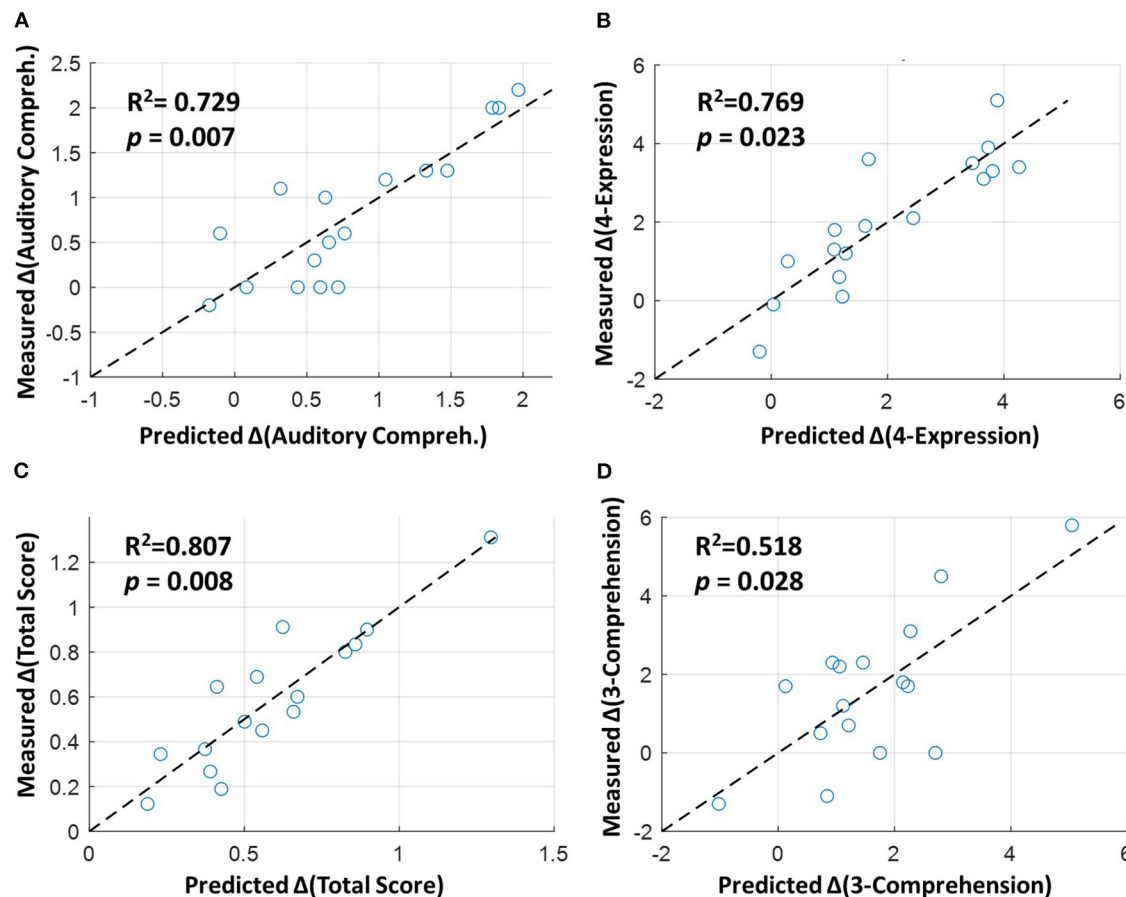 A
R²= 0.729
p = 0.007
Measured Δ(Auditory Compreh.)
2.5
2
1.5
1
0.5
0
-0.5
-1
-1 -0.5 0 0.5 1 1.5 2
Predicted Δ(Auditory Compreh.)
B
R²=0.769
p = 0.023
Measured Δ(4-Expression)
6
4
2
0
-2
-2 0 2 4 6
Predicted Δ(4-Expression)
C
R²=0.807
p = 0.008
Measured Δ(Total Score)
1.2
1
0.8
0.6
0.4
0.2
0
0 0.5 1 1.5
Predicted Δ(Total Score)
D
R²=0.518
p = 0.028
Measured Δ(3-Comprehension)
6
4
2
0
-2
-2 0 2 4 6
Predicted Δ(3-Comprehension)